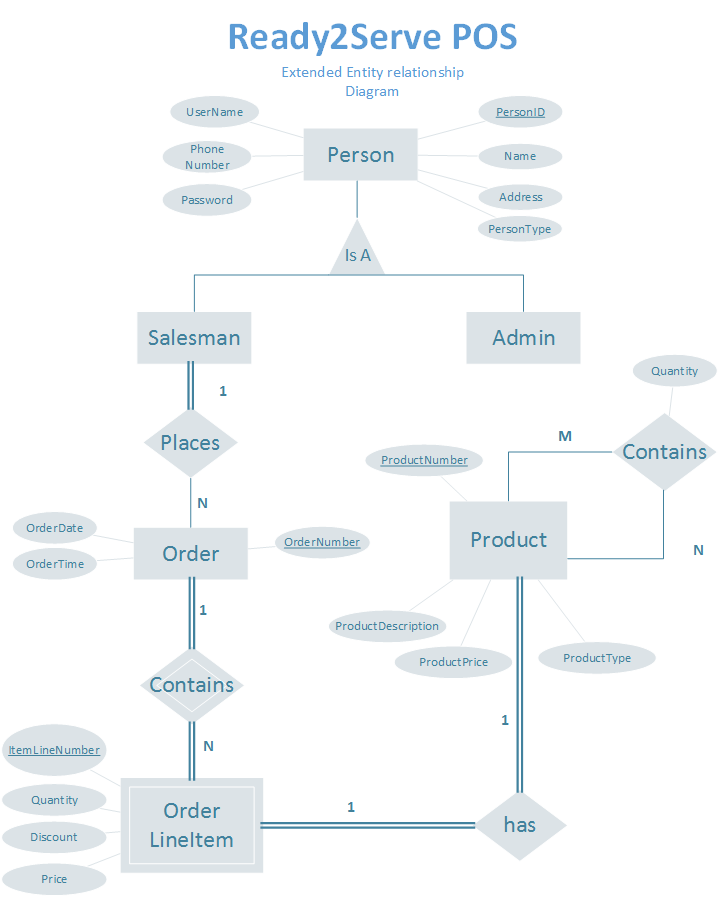 Ready2Serve POS
Extended Entity relationship
Diagram
UserName
PersonID
Phone
Number
Person
Name
Password
Address
PersonType
Is A
Salesman
Admin
1
Quantity
Places
M
Contains
ProductNumber
N
OrderDate
Order
OrderNumber
Product
N
OrderTime
1
ProductDescription
ProductPrice
ProductType
Contains
1
N
ItemLineNumber
Quantity
Order
LineItem
1
has
Discount
Price